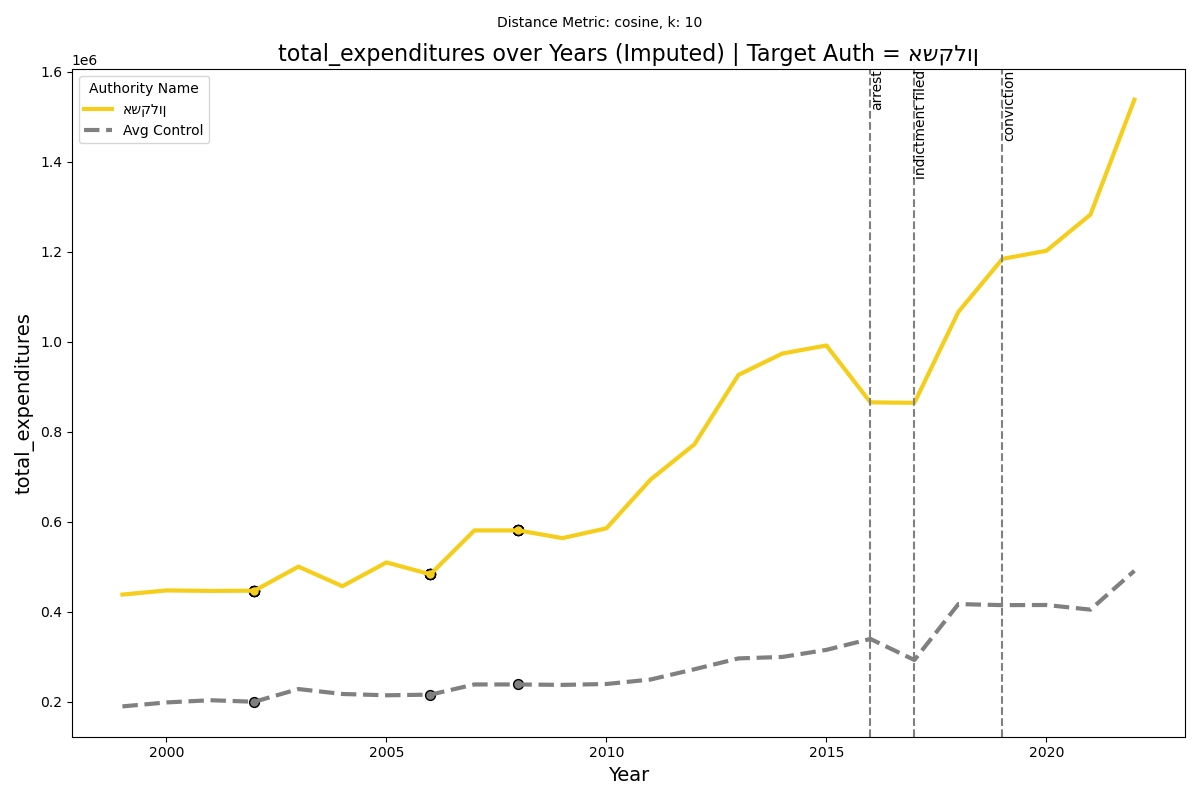 Distance Metric: cosine, k: 10
total_expenditures over Years (Imputed) | Target Auth = אשקלון
1e6
Authority Name
אשקלון
Avg Control
arrest
indictment filed
conviction
1.6
1.4
1.2
1.0
0.8
0.6
0.4
0.2
total_expenditures
2000 2005 2010 2015 2020
Year